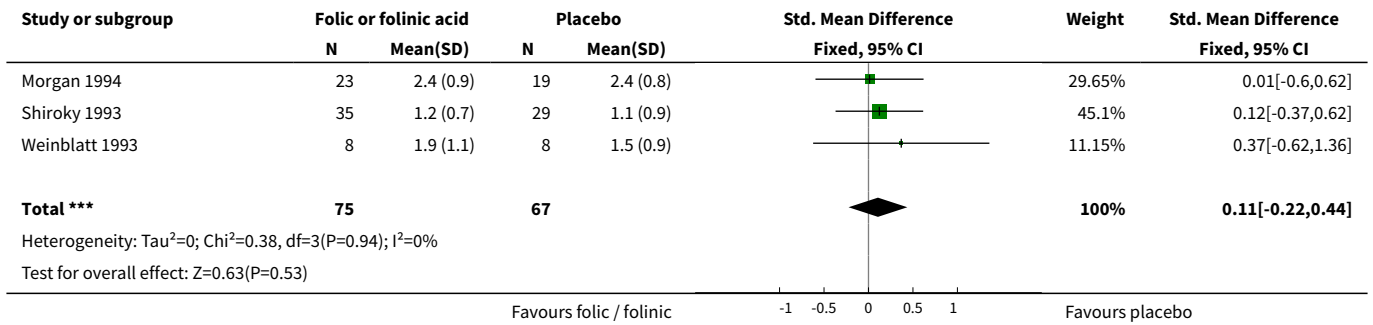 Study or subgroup Folic or folinic acid Placebo Std. Mean Difference Weight Std. Mean Difference
N Mean(SD) N Mean(SD) Fixed, 95% CI Fixed, 95% CI
Morgan 1994 23 2.4 (0.9) 19 2.4 (0.8) 29.65% 0.01[-0.6,0.62]
Shiroky 1993 35 1.2 (0.7) 29 1.1 (0.9) 45.1% 0.12[-0.37,0.62]
Weinblatt 1993 8 1.9 (1.1) 8 1.5 (0.9) 11.15% 0.37[-0.62,1.36]
Total *** 75 67 100% 0.11[-0.22,0.44]
Heterogeneity: Tau²=0; Chi²=0.38, df=3(P=0.94); I²=0%
Test for overall effect: Z=0.63(P=0.53)
Favours folic / folinic -1 -0.5 0 0.5 1 Favours placebo